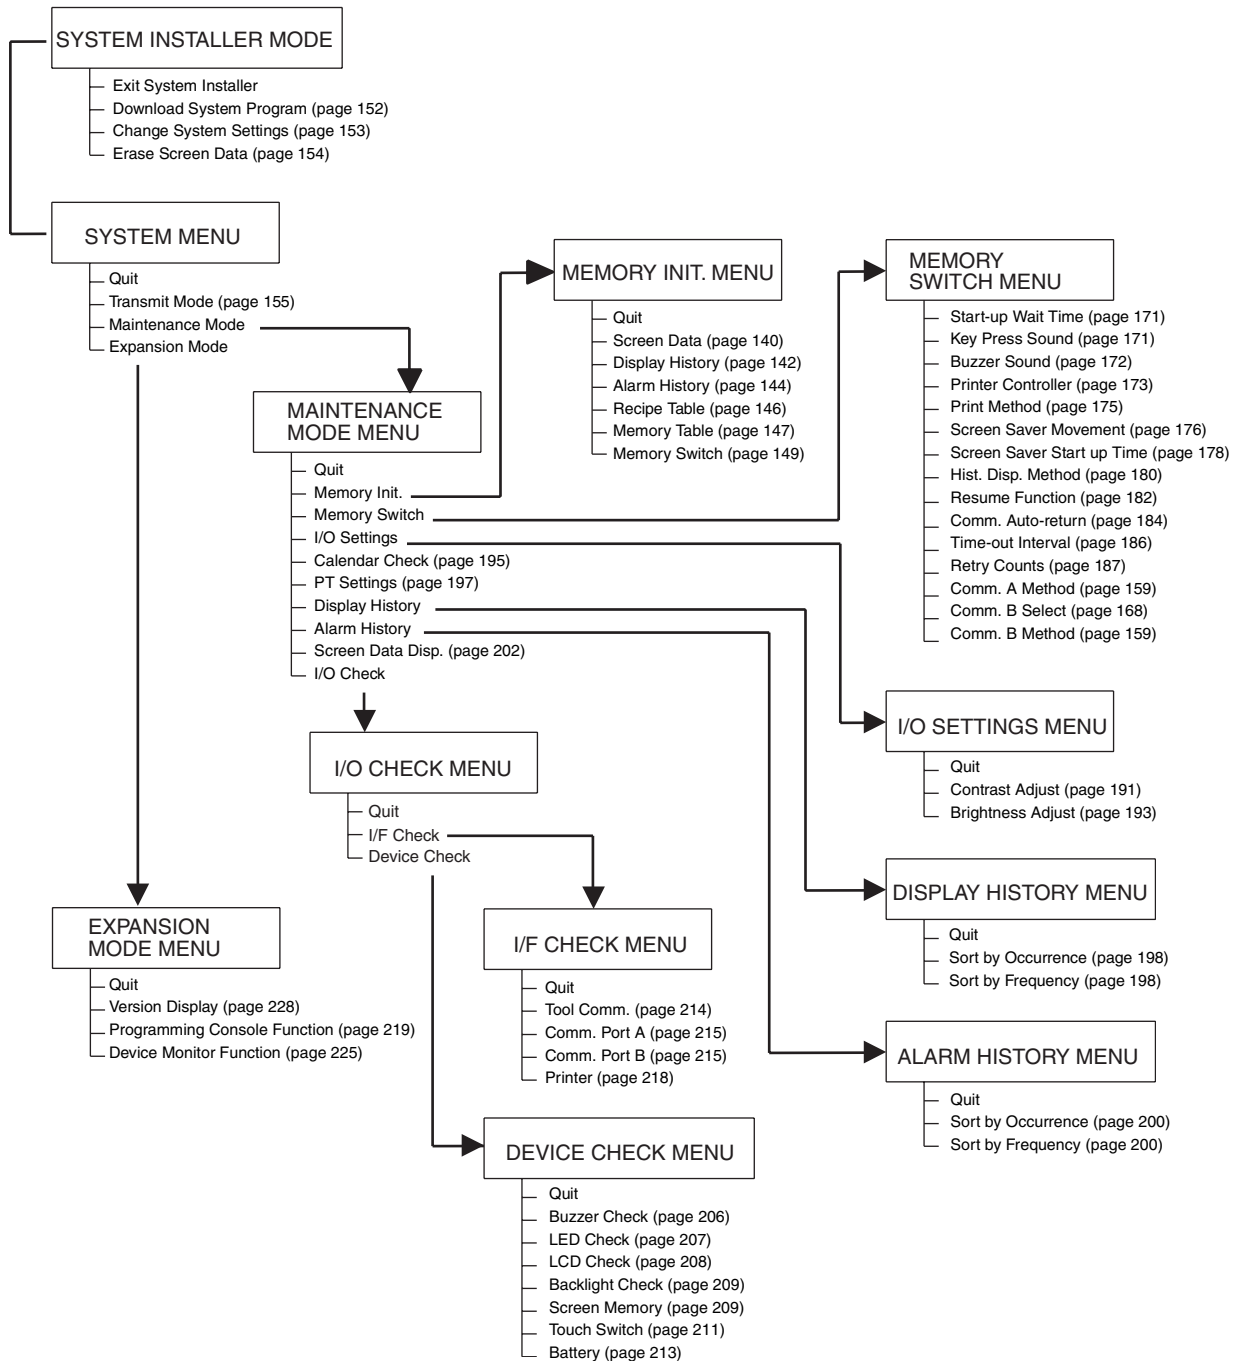 SYSTEM INSTALLER MODE
Exit System Installer
Download System Program (page 152)
Change System Settings (page 153)
Erase Screen Data (page 154)
SYSTEM MENU
Quit
Transmit Mode (page 155)
Maintenance Mode
Expansion Mode
MAINTENANCE
MODE MENU
Quit
Memory Init.
Memory Switch
I/O Settings
Calendar Check (page 195)
PT Settings (page 197)
Display History
Alarm History
Screen Data Disp. (page 202)
I/O Check
MEMORY INIT. MENU
Quit
Screen Data (page 140)
Display History (page 142)
Alarm History (page 144)
Recipe Table (page 146)
Memory Table (page 147)
Memory Switch (page 149)
MEMORY
SWITCH MENU
Start-up Wait Time (page 171)
Key Press Sound (page 171)
Buzzer Sound (page 172)
Printer Controller (page 173)
Print Method (page 175)
Screen Saver Movement (page 176)
Screen Saver Start up Time (page 178)
Hist. Disp. Method (page 180)
Resume Function (page 182)
Comm. Auto-return (page 184)
Time-out Interval (page 186)
Retry Counts (page 187)
Comm. A Method (page 159)
Comm. B Select (page 168)
Comm. B Method (page 159)
I/O SETTINGS MENU
Quit
Contrast Adjust (page 191)
Brightness Adjust (page 193)
DISPLAY HISTORY MENU
Quit
Sort by Occurrence (page 198)
Sort by Frequency (page 198)
ALARM HISTORY MENU
Quit
Sort by Occurrence (page 200)
Sort by Frequency (page 200)
I/O CHECK MENU
Quit
I/F Check
Device Check
I/F CHECK MENU
Quit
Tool Comm. (page 214)
Comm. Port A (page 215)
Comm. Port B (page 215)
Printer (page 218)
DEVICE CHECK MENU
Quit
Buzzer Check (page 206)
LED Check (page 207)
LCD Check (page 208)
Backlight Check (page 209)
Screen Memory (page 209)
Touch Switch (page 211)
Battery (page 213)
EXPANSION
MODE MENU
Quit
Version Display (page 228)
Programming Console Function (page 219)
Device Monitor Function (page 225)